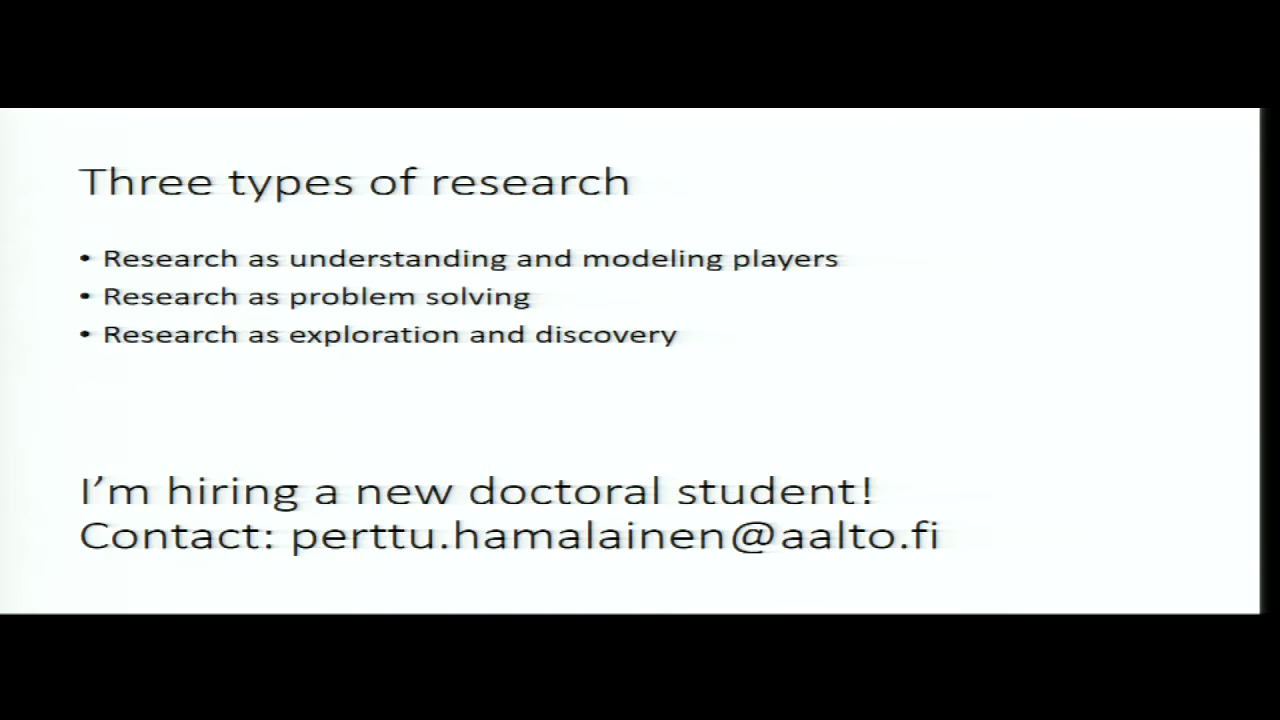 Three types of research
• Research as understanding and modeling players
• Research as problem solving
• Research as exploration and discovery
I'm hiring a new doctoral student!
Contact: perttu.hamalainen@aalto.fi